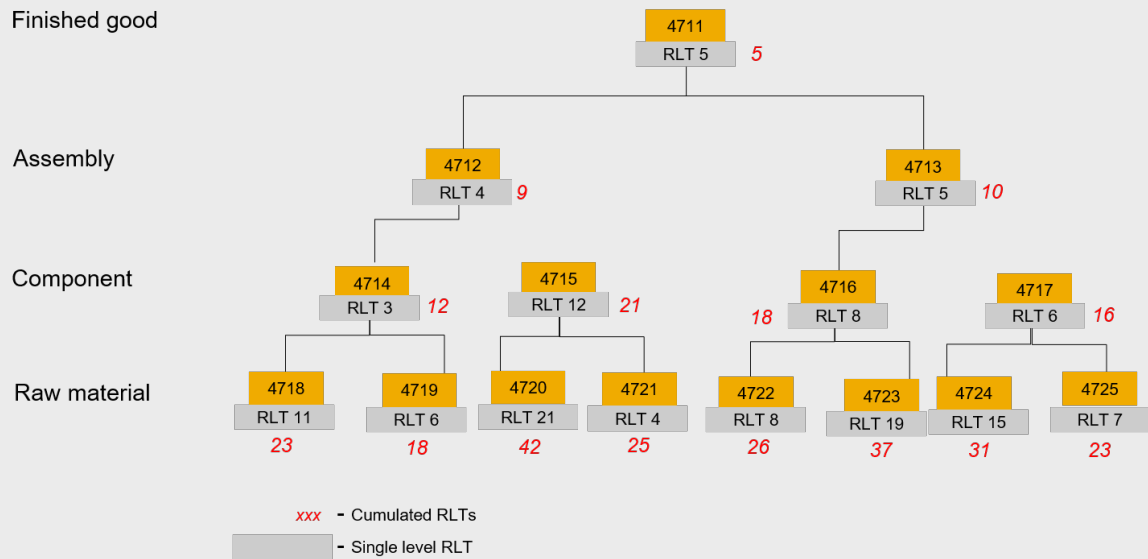 Finished good
4711
RLT 5
5
Assembly
4712
RLT 4
9
4713
RLT 5
10
Component
4714
RLT 3
12
4715
RLT 12
21
4716
RLT 8
18
4717
RLT 6
16
Raw material
4718
RLT 11
23
4719
RLT 6
18
4720
RLT 21
42
4721
RLT 4
25
4722
RLT 8
26
4723
RLT 19
37
4724
RLT 15
31
4725
RLT 7
23
xxx - Cumulated RLTs
- Single level RLT